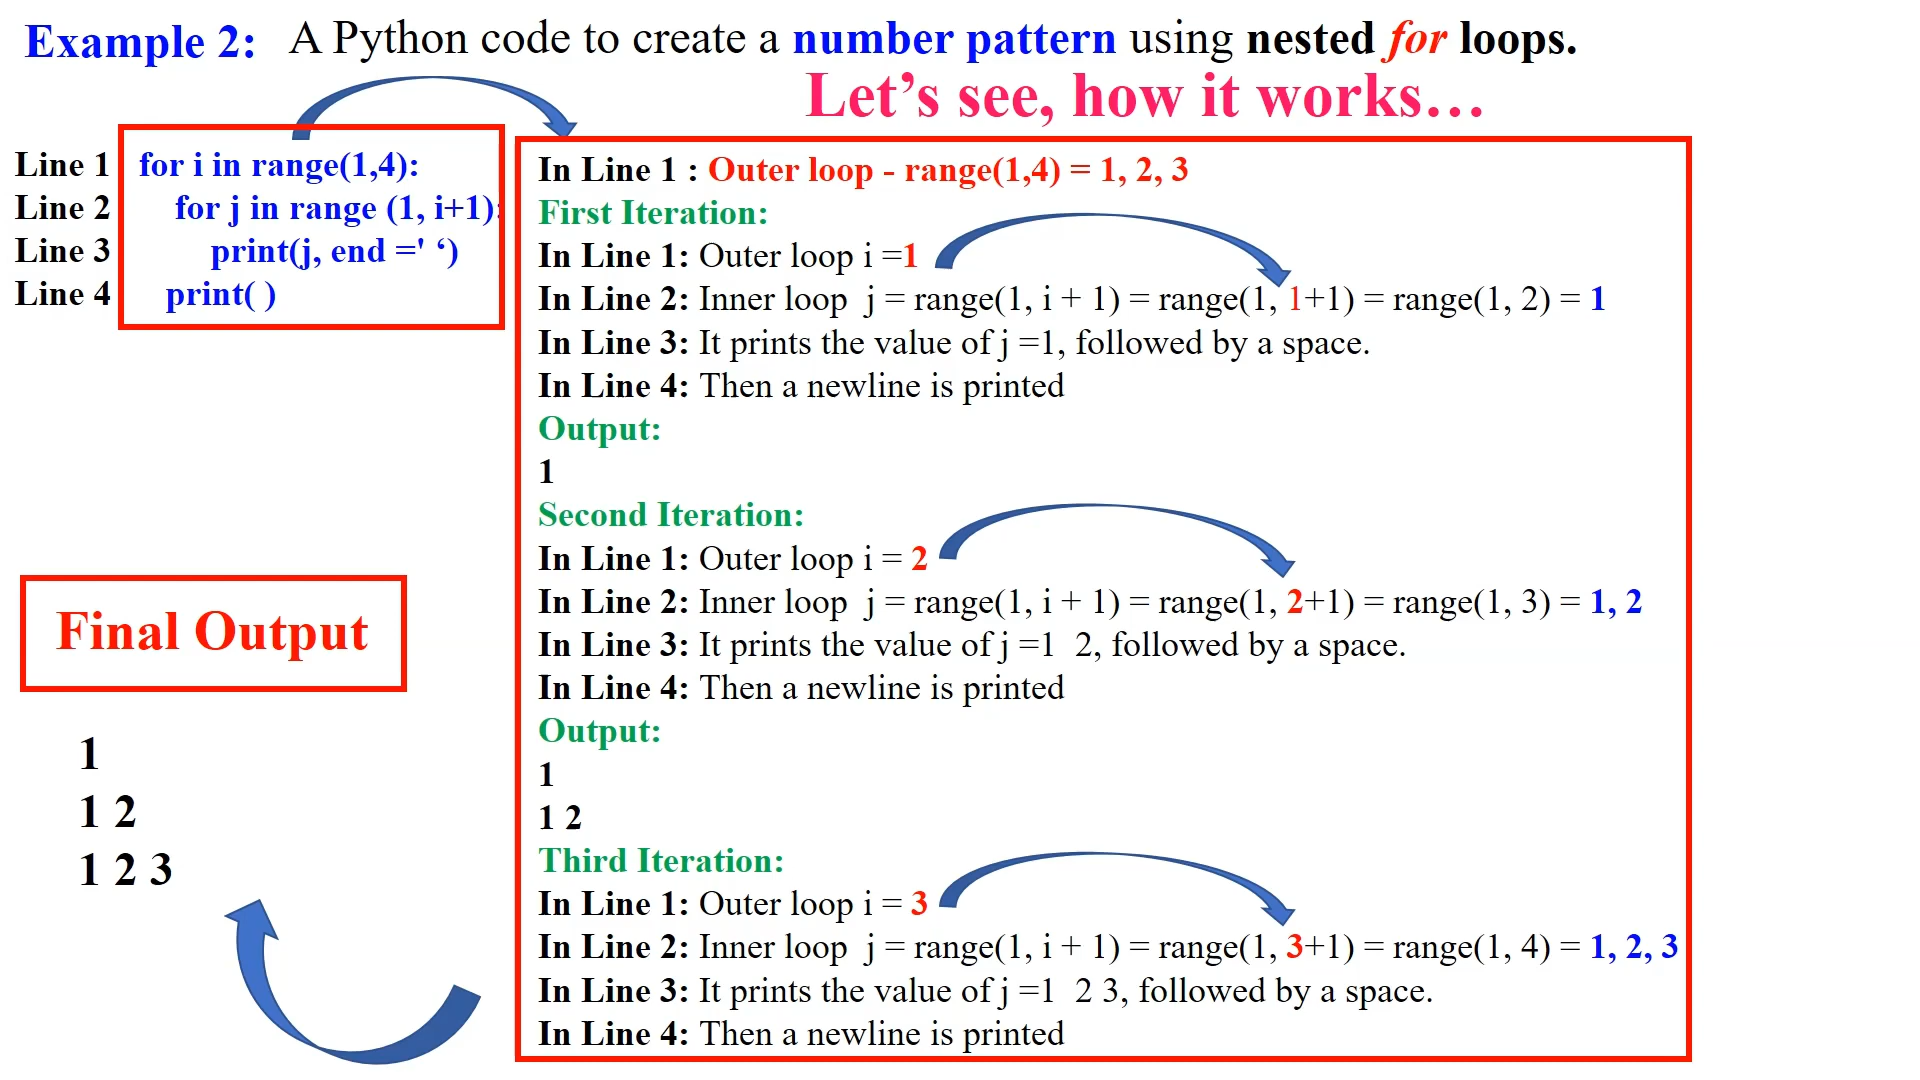 Example 2: A Python code to create a number pattern using nested for loops.
Let’s see, how it works…
Line 1 for i in range(1,4):
Line 2 for j in range (1, i+1):
Line 3 print(j, end =' ‘)
Line 4 print( )
In Line 1 : Outer loop - range(1,4) = 1, 2, 3
First Iteration:
In Line 1: Outer loop i =1
In Line 2: Inner loop j = range(1, i + 1) = range(1, 1+1) = range(1, 2) = 1
In Line 3: It prints the value of j =1, followed by a space.
In Line 4: Then a newline is printed
Output:
1
Second Iteration:
In Line 1: Outer loop i = 2
In Line 2: Inner loop j = range(1, i + 1) = range(1, 2+1) = range(1, 3) = 1, 2
In Line 3: It prints the value of j =1 2, followed by a space.
In Line 4: Then a newline is printed
Output:
1
1 2
Third Iteration:
In Line 1: Outer loop i = 3
In Line 2: Inner loop j = range(1, i + 1) = range(1, 3+1) = range(1, 4) = 1, 2, 3
In Line 3: It prints the value of j =1 2 3, followed by a space.
In Line 4: Then a newline is printed
Final Output
1
1 2
1 2 3